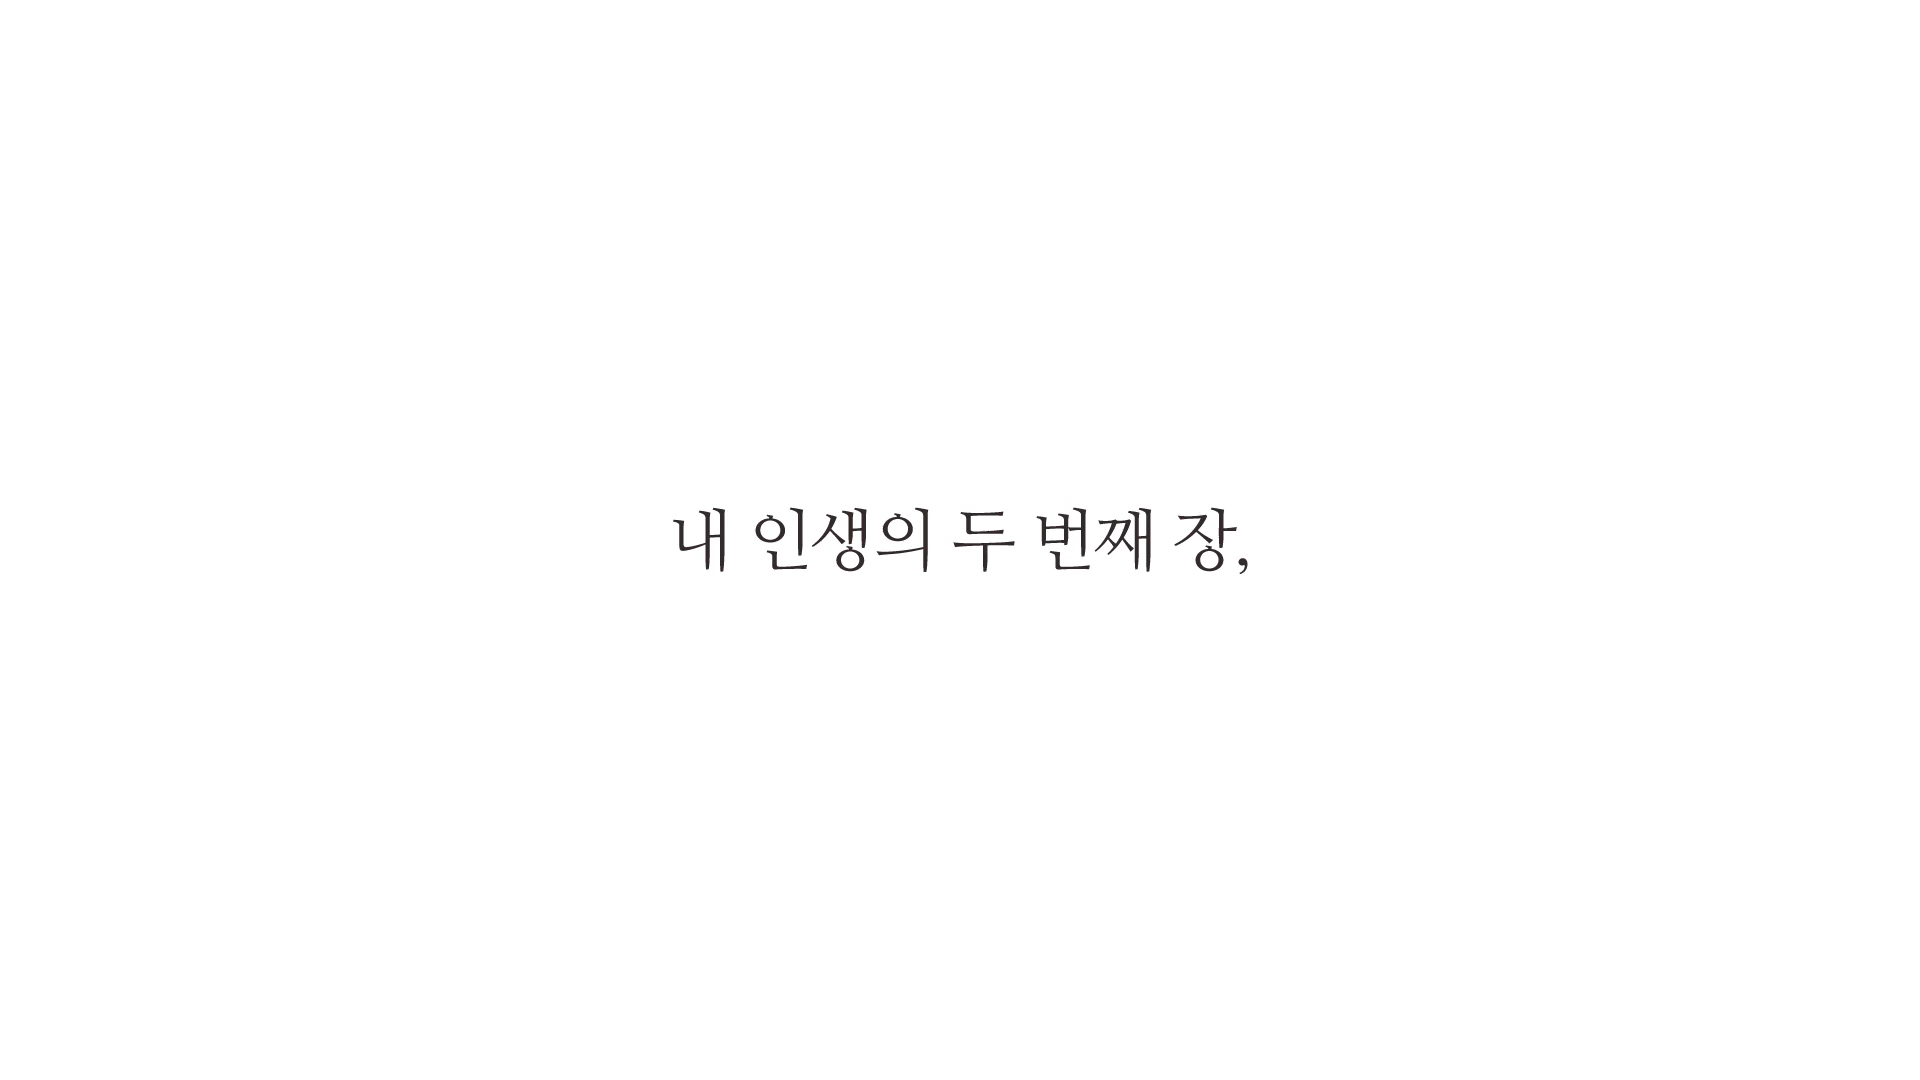 내 인생의 두 번째 장,